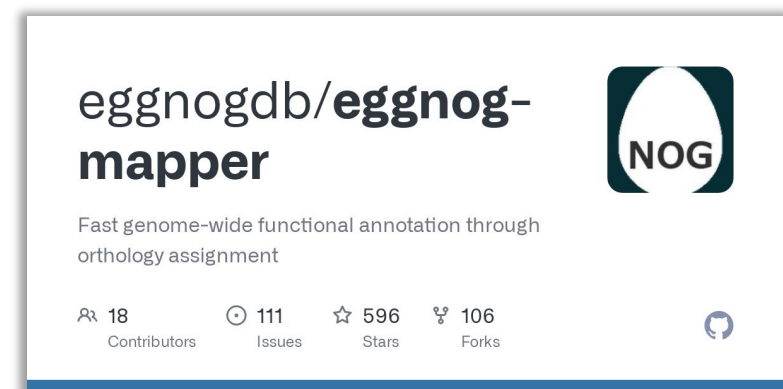 eggnogdb/eggnog-
mapper
NOG
Fast genome-wide functional annotation through
orthology assignment
18 111 596 106
Contributors Issues Stars Forks